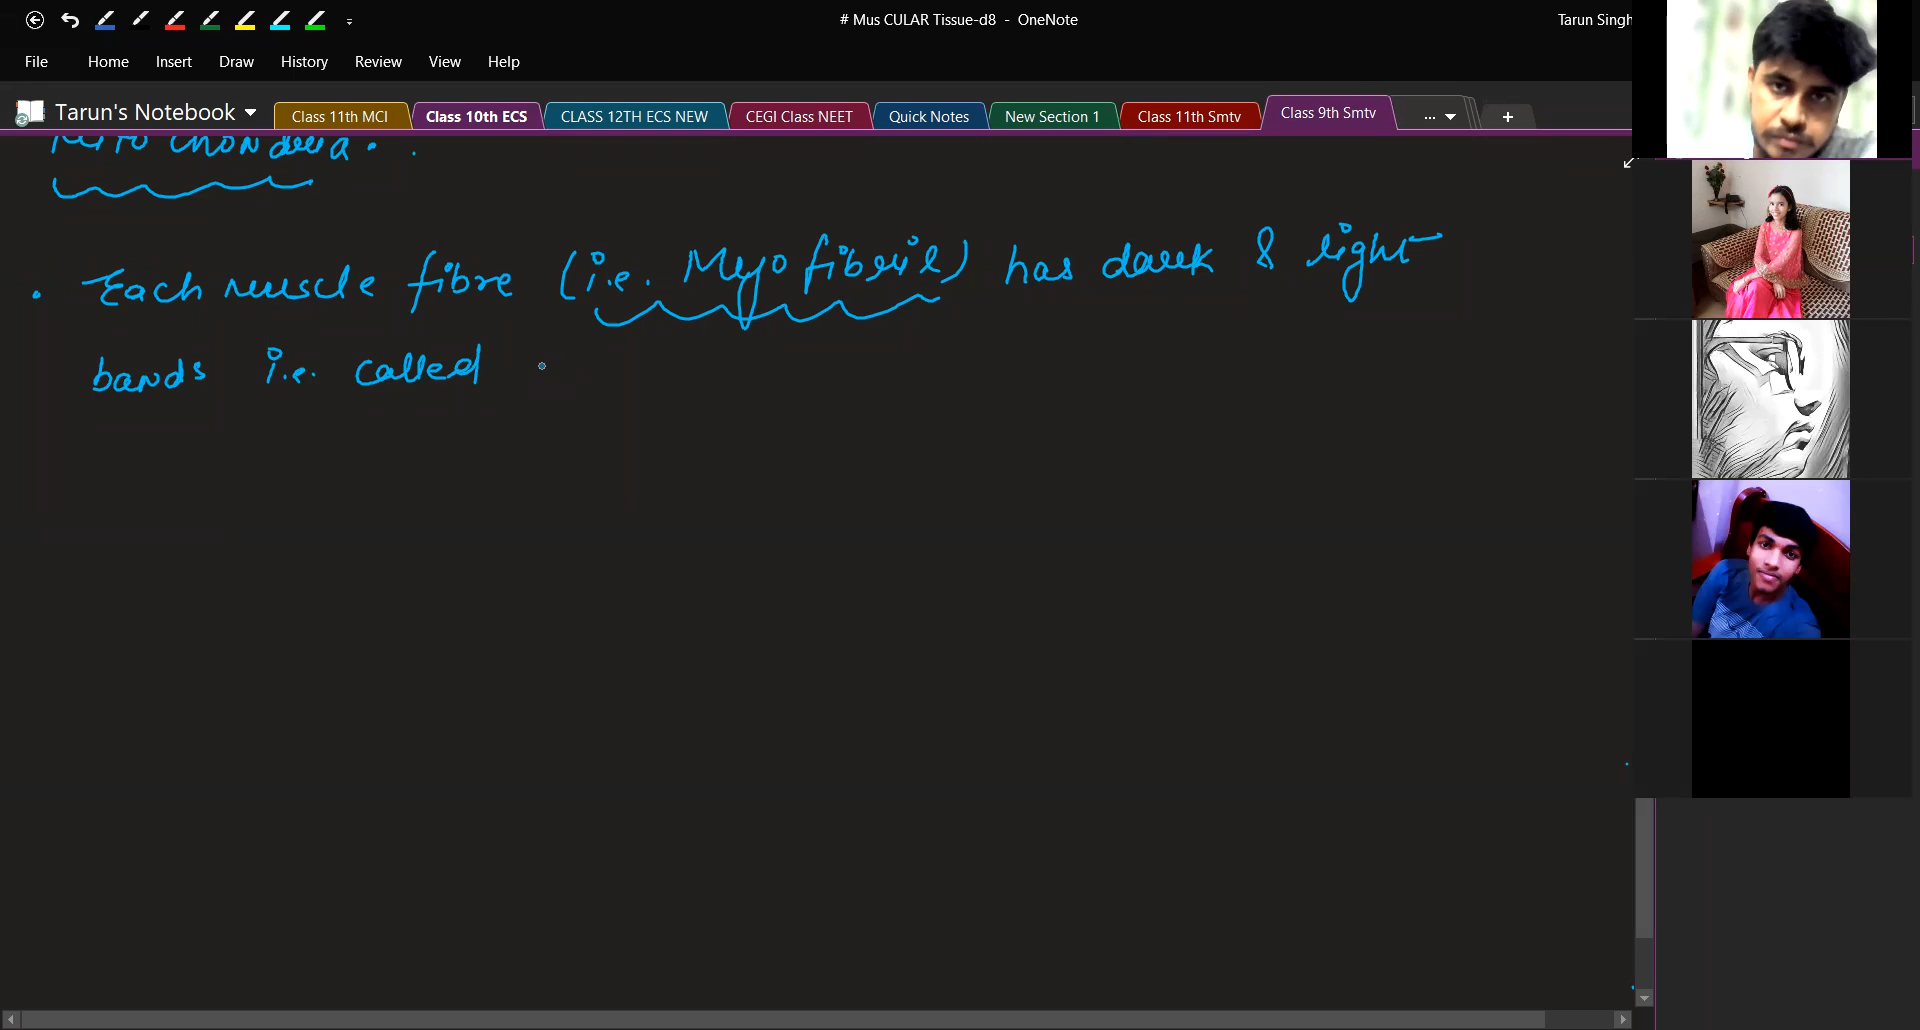 # Mus CULAR Tissue-d8 - OneNote
Tarun Singh
File Home Insert Draw History Review View Help
Tarun's Notebook
Class 11th MCI Class 10th ECS CLASS 12TH ECS NEW CEGI Class NEET Quick Notes New Section 1 Class 11th Smtv Class 9th Smtv ... +
. Each muscle fibre (i.e. Myofibril) has dark & light
bands i.e. called